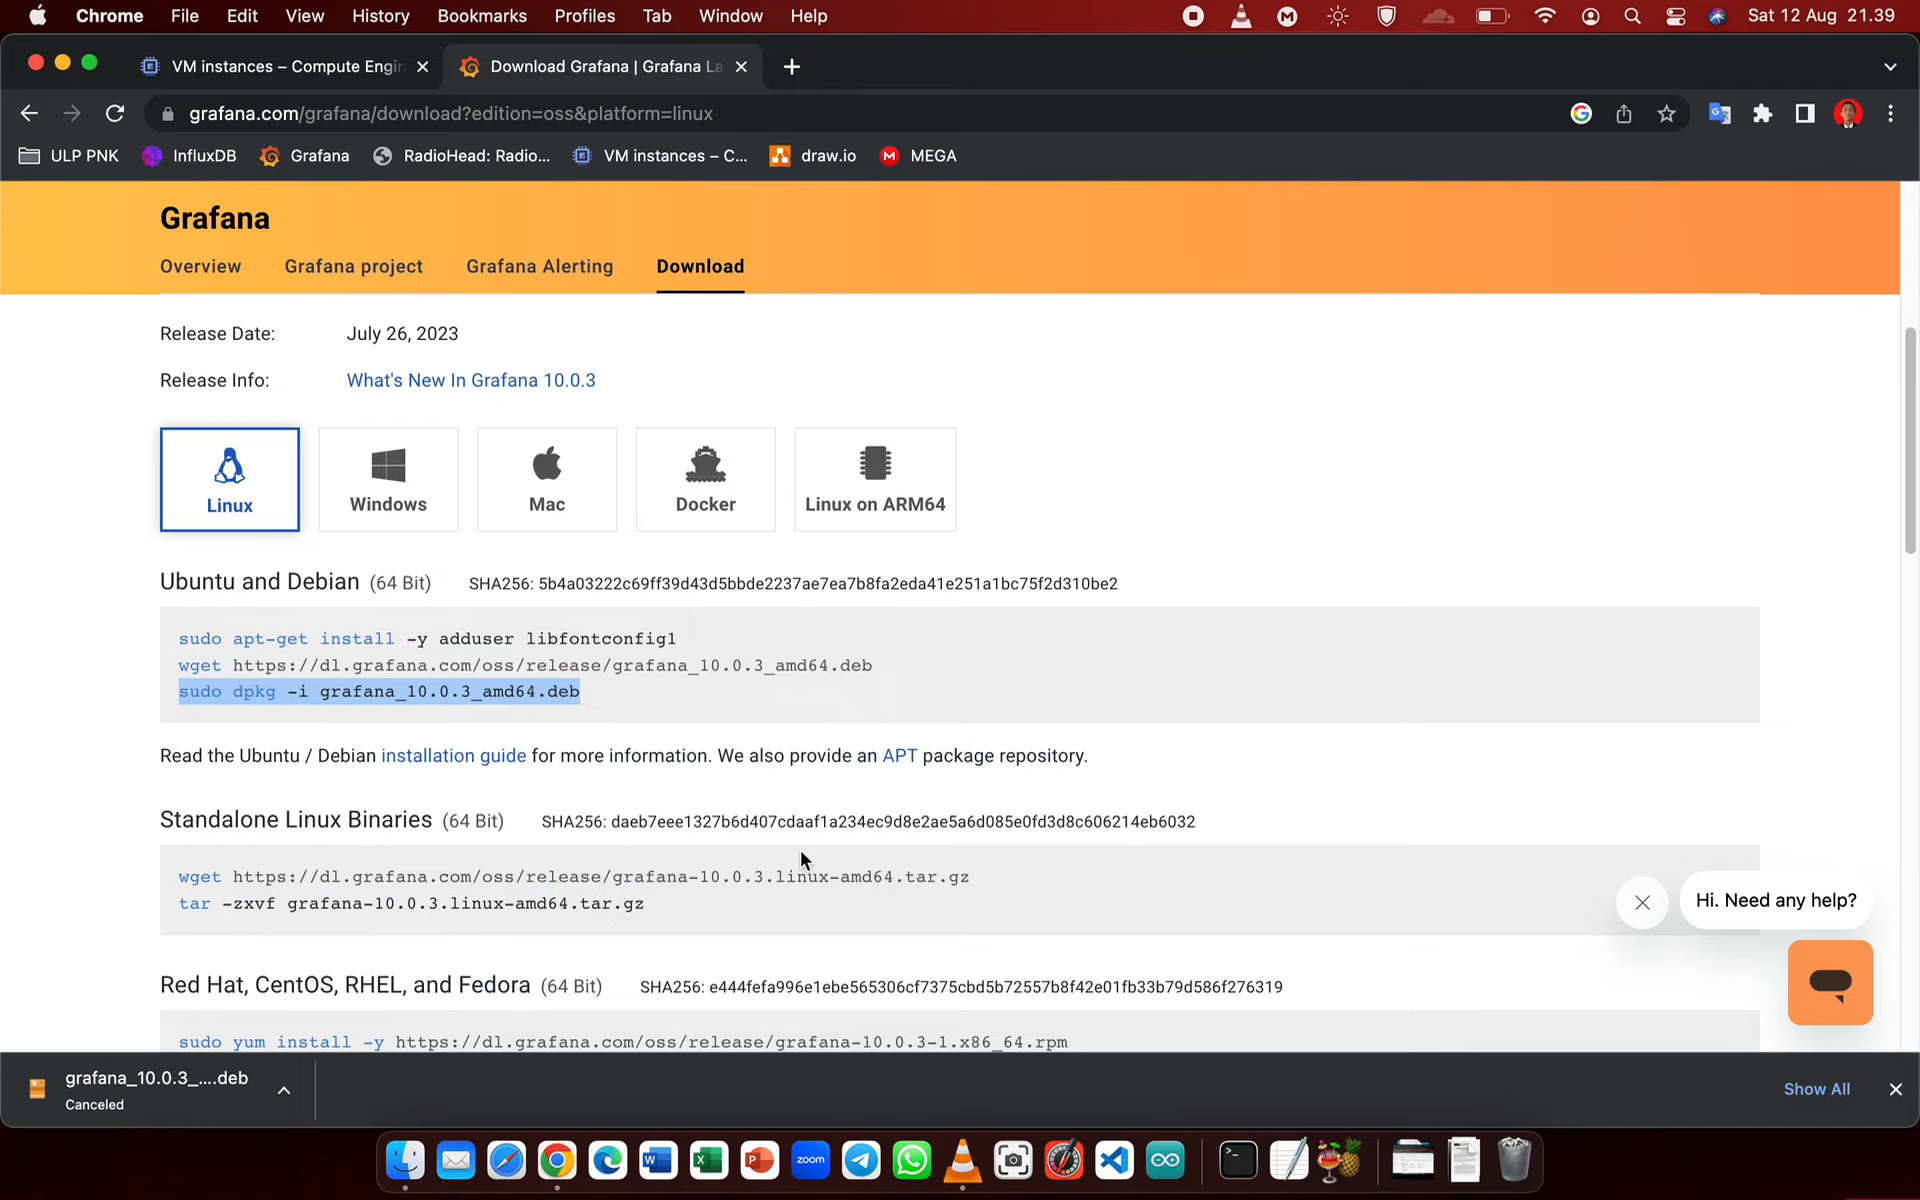 Chrome File Edit View History Bookmarks Profiles Tab Window Help Sat 12 Aug 21.39
VM instances – Compute Engin Download Grafana | Grafana La
grafana.com/grafana/download?edition=oss&platform=linux
ULP PNK InfluxDB Grafana RadioHead: Radio... VM instances – C... draw.io MEGA
Grafana
Overview Grafana project Grafana Alerting Download
Release Date: July 26, 2023
Release Info: What's New In Grafana 10.0.3
Linux Windows Mac Docker Linux on ARM64
Ubuntu and Debian (64 Bit) SHA256: 5b4a03222c69ff39d43d5bbde2237ae7ea7b8fa2eda41e251a1bc75f2d310be2
sudo apt-get install -y adduser libfontconfig1
wget https://dl.grafana.com/oss/release/grafana_10.0.3_amd64.deb
sudo dpkg -i grafana_10.0.3_amd64.deb
Read the Ubuntu / Debian installation guide for more information. We also provide an APT package repository.
Standalone Linux Binaries (64 Bit) SHA256: daeb7eee1327b6d407cdaaf1a234ec9d8e2ae5a6d085e0fd3d8c606214eb6032
wget https://dl.grafana.com/oss/release/grafana-10.0.3.linux-amd64.tar.gz
tar -zxvf grafana-10.0.3.linux-amd64.tar.gz
Hi. Need any help?
Red Hat, CentOS, RHEL, and Fedora (64 Bit) SHA256: e444fefa996e1ebe565306cf7375cbd5b72557b8f42e01fb33b79d586f276319
sudo yum install -y https://dl.grafana.com/oss/release/grafana-10.0.3-1.x86_64.rpm
grafana_10.0.3_....deb
Canceled
Show All
zoom